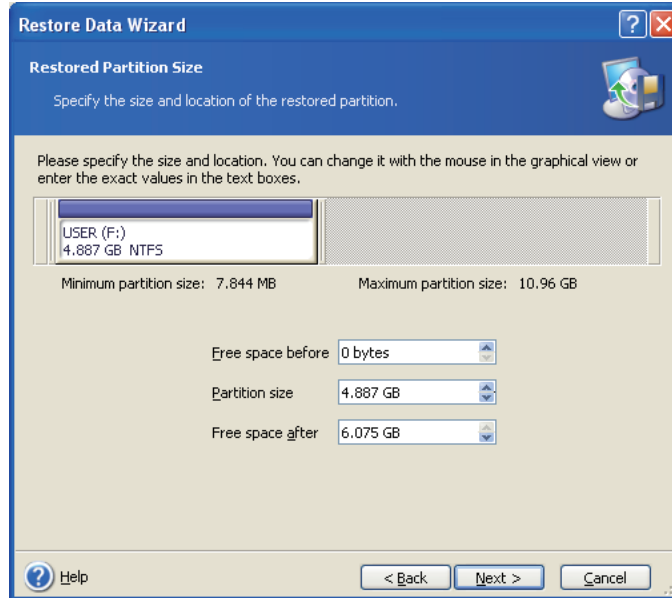 Restore Data Wizard
Restored Partition Size
Specify the size and location of the restored partition.
Please specify the size and location. You can change it with the mouse in the graphical view or
enter the exact values in the text boxes.
USER (F:)
4.887 GB NTFS
Minimum partition size: 7.844 MB Maximum partition size: 10.96 GB
Free space before 0 bytes
Partition size 4.887 GB
Free space after 6.075 GB
? Help < Back Next > Cancel